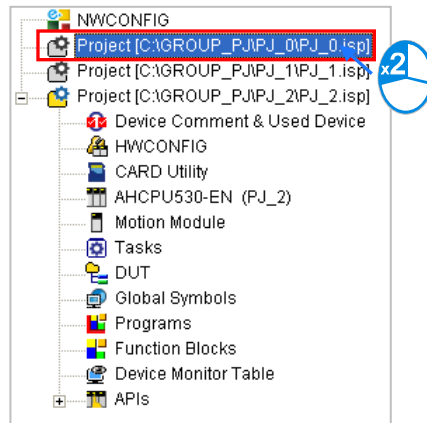 NWCONFIG
Project [C:\GROUP_PJ\PJ_0\PJ_0.isp]
x2
Project [C:\GROUP_PJ\PJ_1\PJ_1.isp]
Project [C:\GROUP_PJ\PJ_2\PJ_2.isp]
Device Comment & Used Device
HWCONFIG
CARD Utility
AHCPU530-EN (PJ_2)
Motion Module
Tasks
DUT
Global Symbols
Programs
Function Blocks
Device Monitor Table
APIs